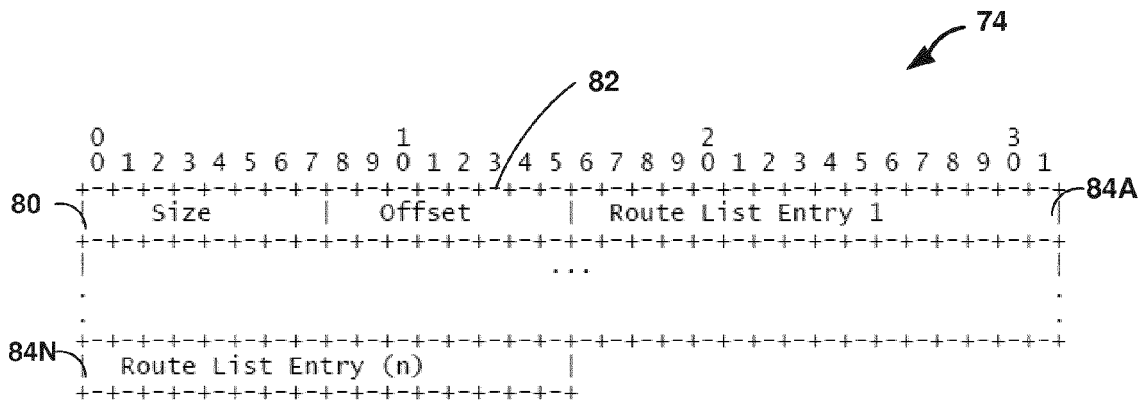 74
82
0 1 2 3
0 1 2 3 4 5 6 7 8 9 0 1 2 3 4 5 6 7 8 9 0 1 2 3 4 5 6 7 8 9 0 1
+-+-+-+-+-+-+-+-+-+-+-+-+-+-+-+-+-+-+-+-+-+-+-+-+-+-+-+-+-+-+-+-+
80 | Size | Offset | Route List Entry 1 | 84A
+-+-+-+-+-+-+-+-+-+-+-+-+-+-+-+-+-+-+-+-+-+-+-+-+-+-+-+-+-+-+-+-+
| ... |
. .
. .
+-+-+-+-+-+-+-+-+-+-+-+-+-+-+-+-+-+-+-+-+-+-+-+-+-+-+-+-+-+-+-+-+
84N | Route List Entry (n) |
+-+-+-+-+-+-+-+-+-+-+-+-+-+-+-+-+